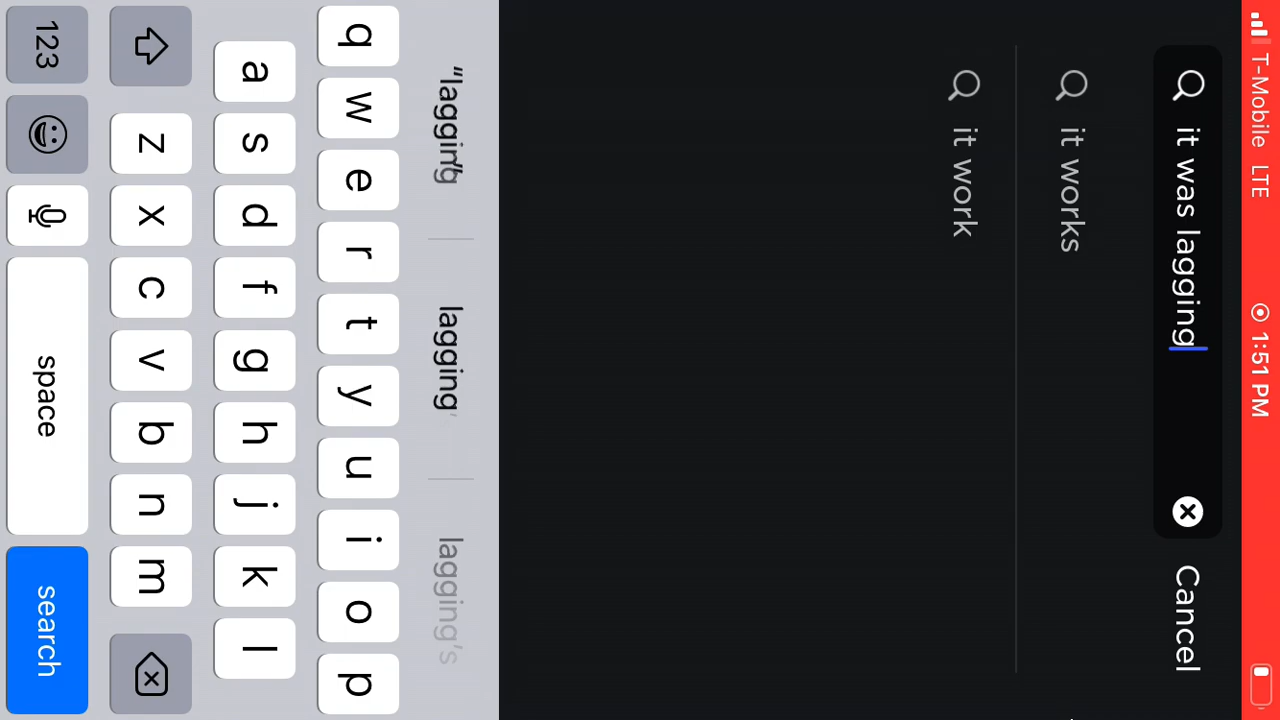 T-Mobile LTE 1:51 PM
it was lagging Cancel
it works
it work
"lagging" lagging lagging's
q w e r t y u i o p
a s d f g h j k l
z x c v b n m
123 space search